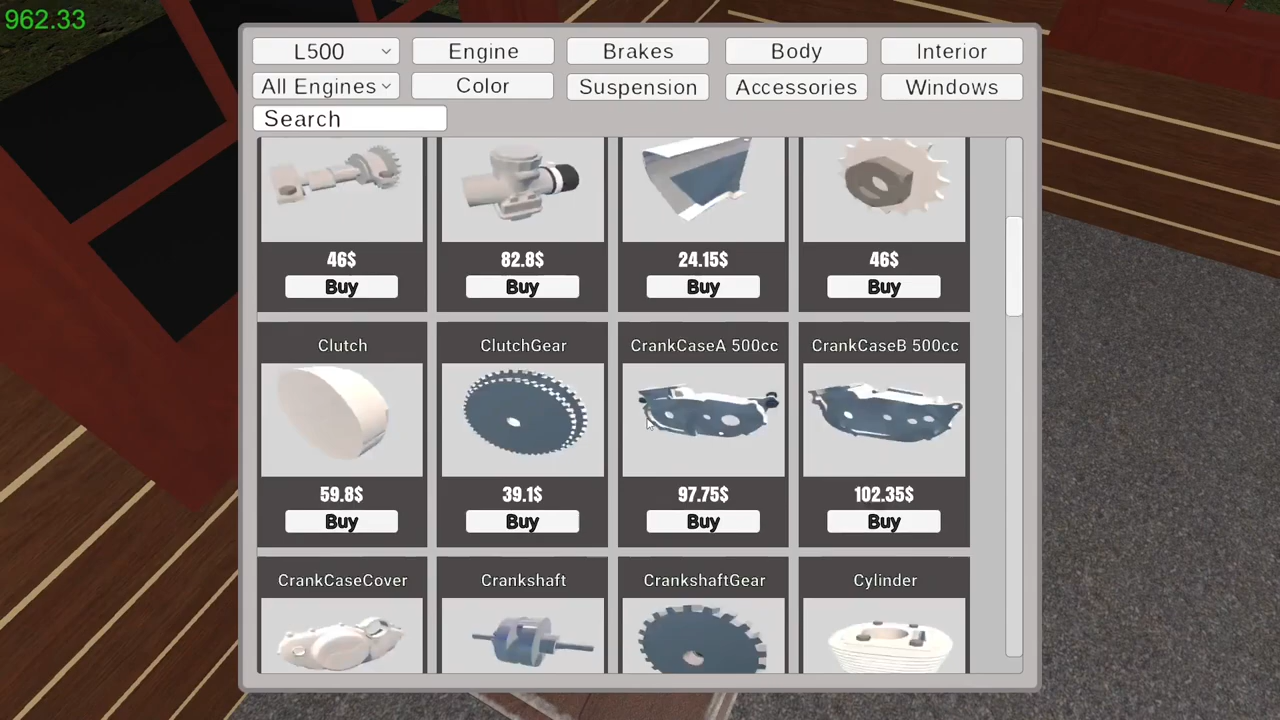 962.33
L500
Engine
Brakes
Body
Interior
All Engines
Color
Suspension
Accessories
Windows
Search
46$
82.8$
24.15$
46$
Buy
Buy
Buy
Buy
Clutch
ClutchGear
CrankCaseA 500cc
CrankCaseB 500cc
59.8$
39.1$
97.75$
102.35$
Buy
Buy
Buy
Buy
CrankCaseCover
Crankshaft
CrankshaftGear
Cylinder